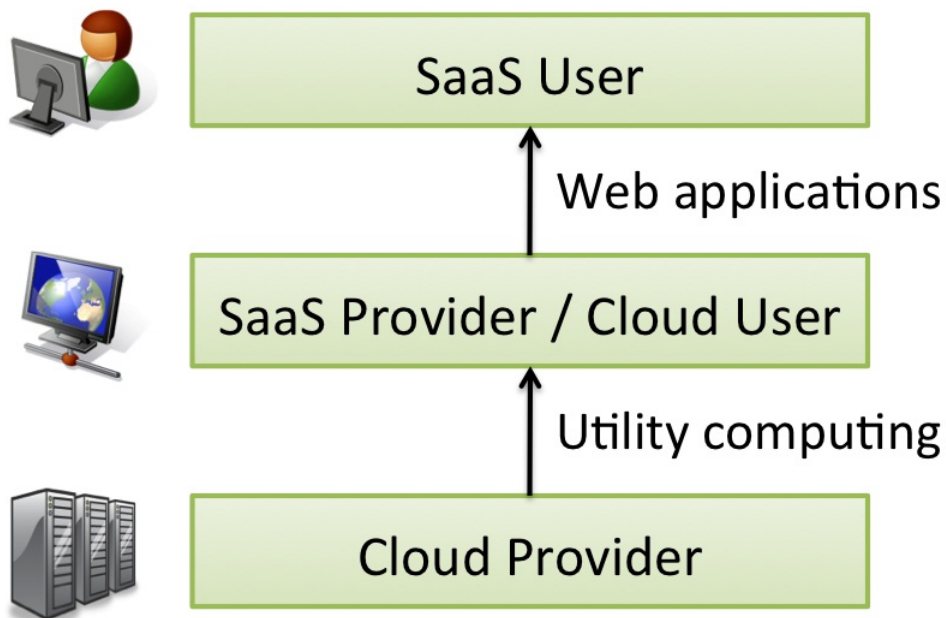 SaaS User
Web applications
SaaS Provider / Cloud User
Utility computing
Cloud Provider